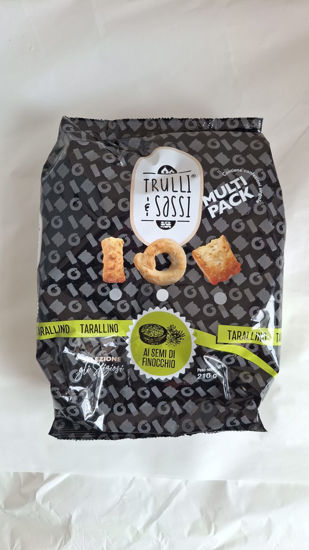 TRULLI
& SASSI
MULTI
PACK
TARALLINO
TARALLINO
TARALLINO
AI SEMI DI
FINOCCHIO
210 g